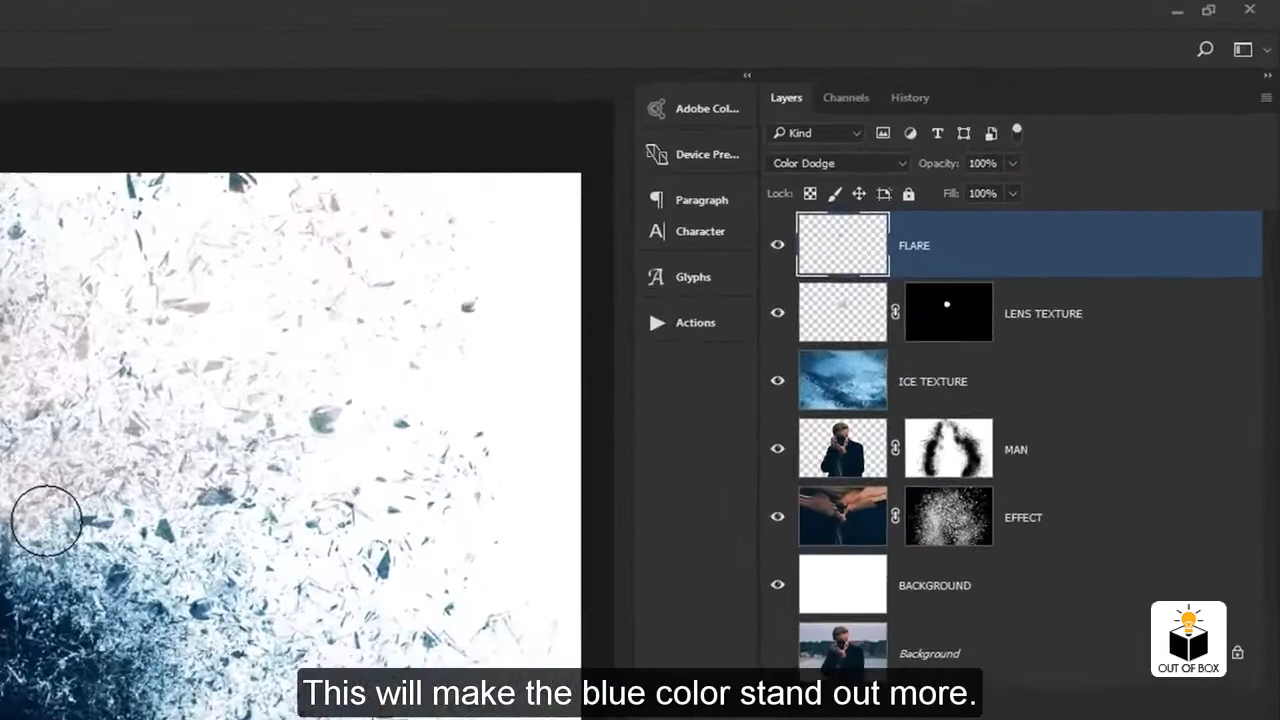 Layers Channels History
Adobe Col...
Kind
Device Pre...
Color Dodge Opacity: 100%
Paragraph
Lock: Fill: 100%
Character
FLARE
Glyphs
LENS TEXTURE
Actions
ICE TEXTURE
MAN
EFFECT
BACKGROUND
Background
OUT OF BOX
This will make the blue color stand out more.